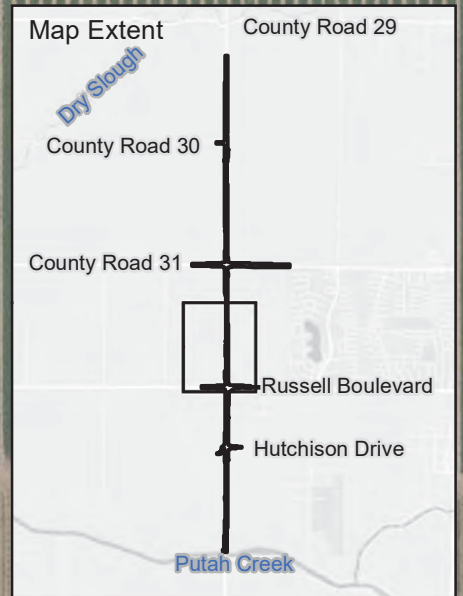 Map Extent
County Road 29
Dry Slough
County Road 30
County Road 31
Russell Boulevard
Hutchison Drive
Putah Creek